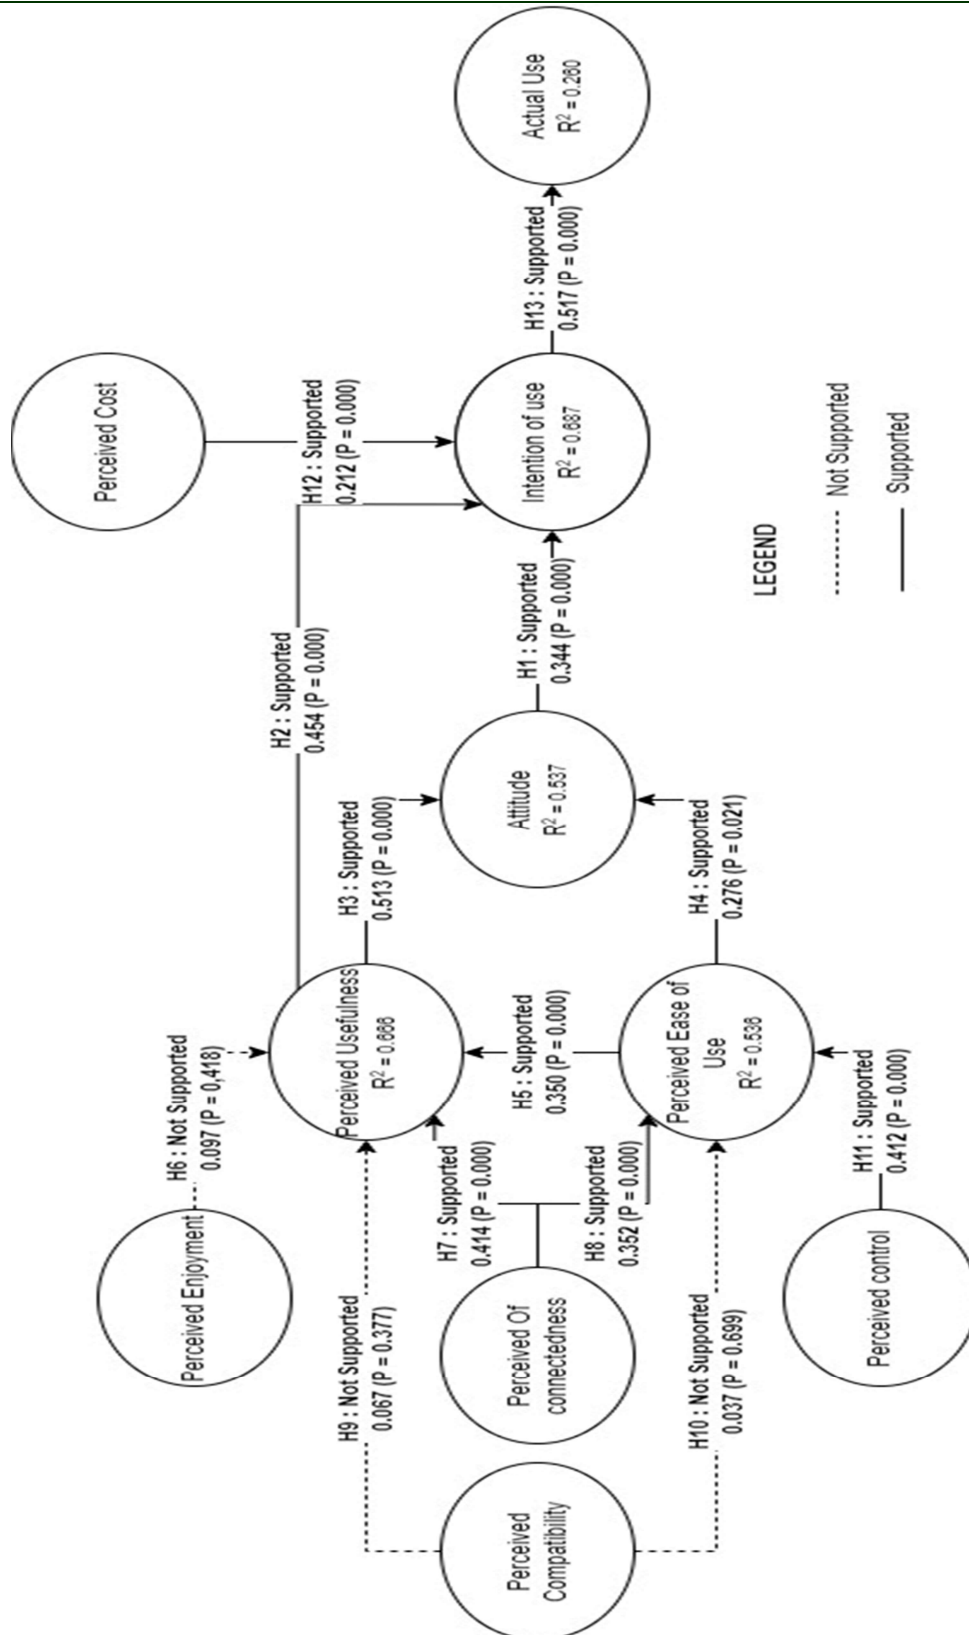 Perceived Cost
Perceived Enjoyment
H6 : Not Supported
0.097 (P = 0,418)
H2 : Supported
0.454 (P = 0.000)
H12 : Supported
0.212 (P = 0.000)
H9 : Not Supported
0.067 (P = 0.377)
Perceived Usefulness
R² = 0.666
H3 : Supported
0.513 (P = 0.000)
H7 : Supported
0.414 (P = 0.000)
Perceived
Compatibility
Perceived Of
connectedness
H5 : Supported
0.350 (P = 0.000)
Attitude
R² = 0.537
H1 : Supported
0.344 (P = 0.000)
Intention of use
R² = 0.687
H13 : Supported
0.517 (P = 0.000)
Actual Use
R² = 0.260
H8 : Supported
0.352 (P = 0.000)
H10 : Not Supported
0.037 (P = 0.699)
Perceived Ease of
Use
R² = 0.536
H4 : Supported
0.276 (P = 0.021)
Perceived control
H11 : Supported
0.412 (P = 0.000)
LEGEND
Not Supported
Supported